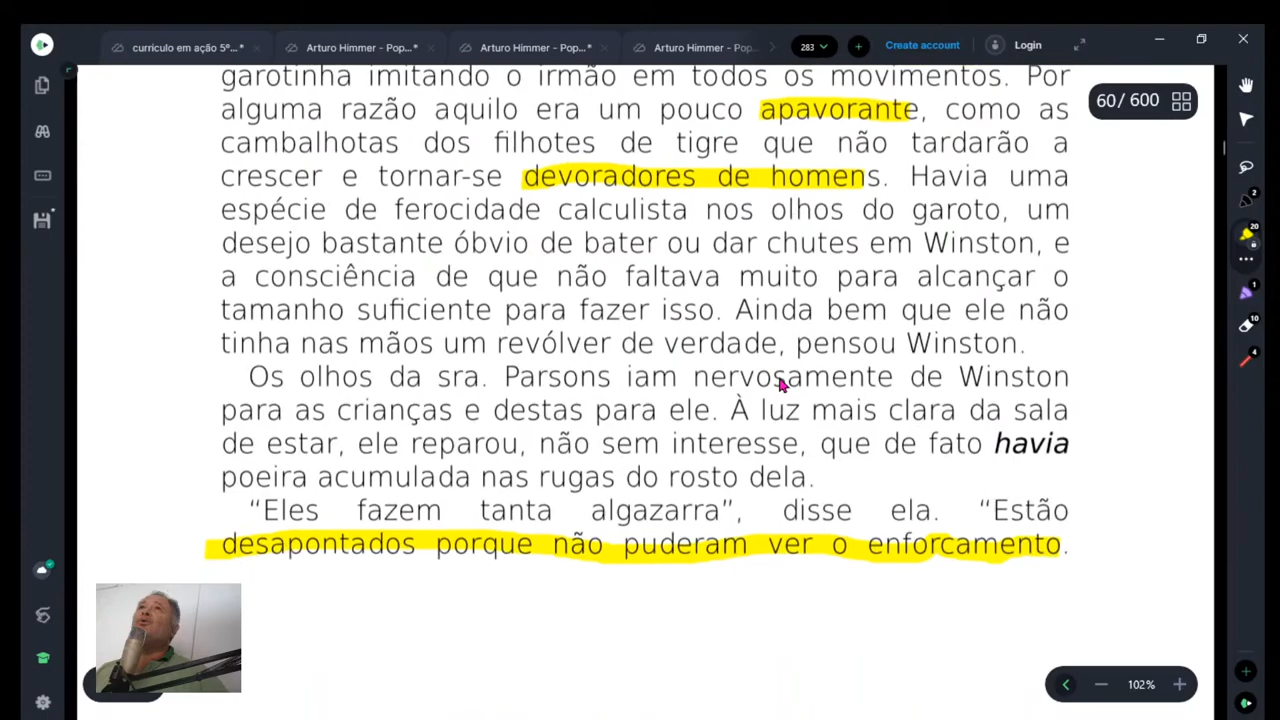 curriculo em ação 5º...*
Arturo Himmer - Pop...*
Arturo Himmer - Pop...*
Arturo Himmer - Pop...
283
Create account
Login
60/ 600
garotinha imitando o irmão em todos os movimentos. Por
alguma razão aquilo era um pouco apavorante, como as
cambalhotas dos filhotes de tigre que não tardarão a
crescer e tornar-se devoradores de homens. Havia uma
espécie de ferocidade calculista nos olhos do garoto, um
desejo bastante óbvio de bater ou dar chutes em Winston, e
a consciência de que não faltava muito para alcançar o
tamanho suficiente para fazer isso. Ainda bem que ele não
tinha nas mãos um revólver de verdade, pensou Winston.
Os olhos da sra. Parsons iam nervosamente de Winston
para as crianças e destas para ele. À luz mais clara da sala
de estar, ele reparou, não sem interesse, que de fato havia
poeira acumulada nas rugas do rosto dela.
“Eles fazem tanta algazarra”, disse ela. “Estão
desapontados porque não puderam ver o enforcamento.
2
20
1
10
4
102%